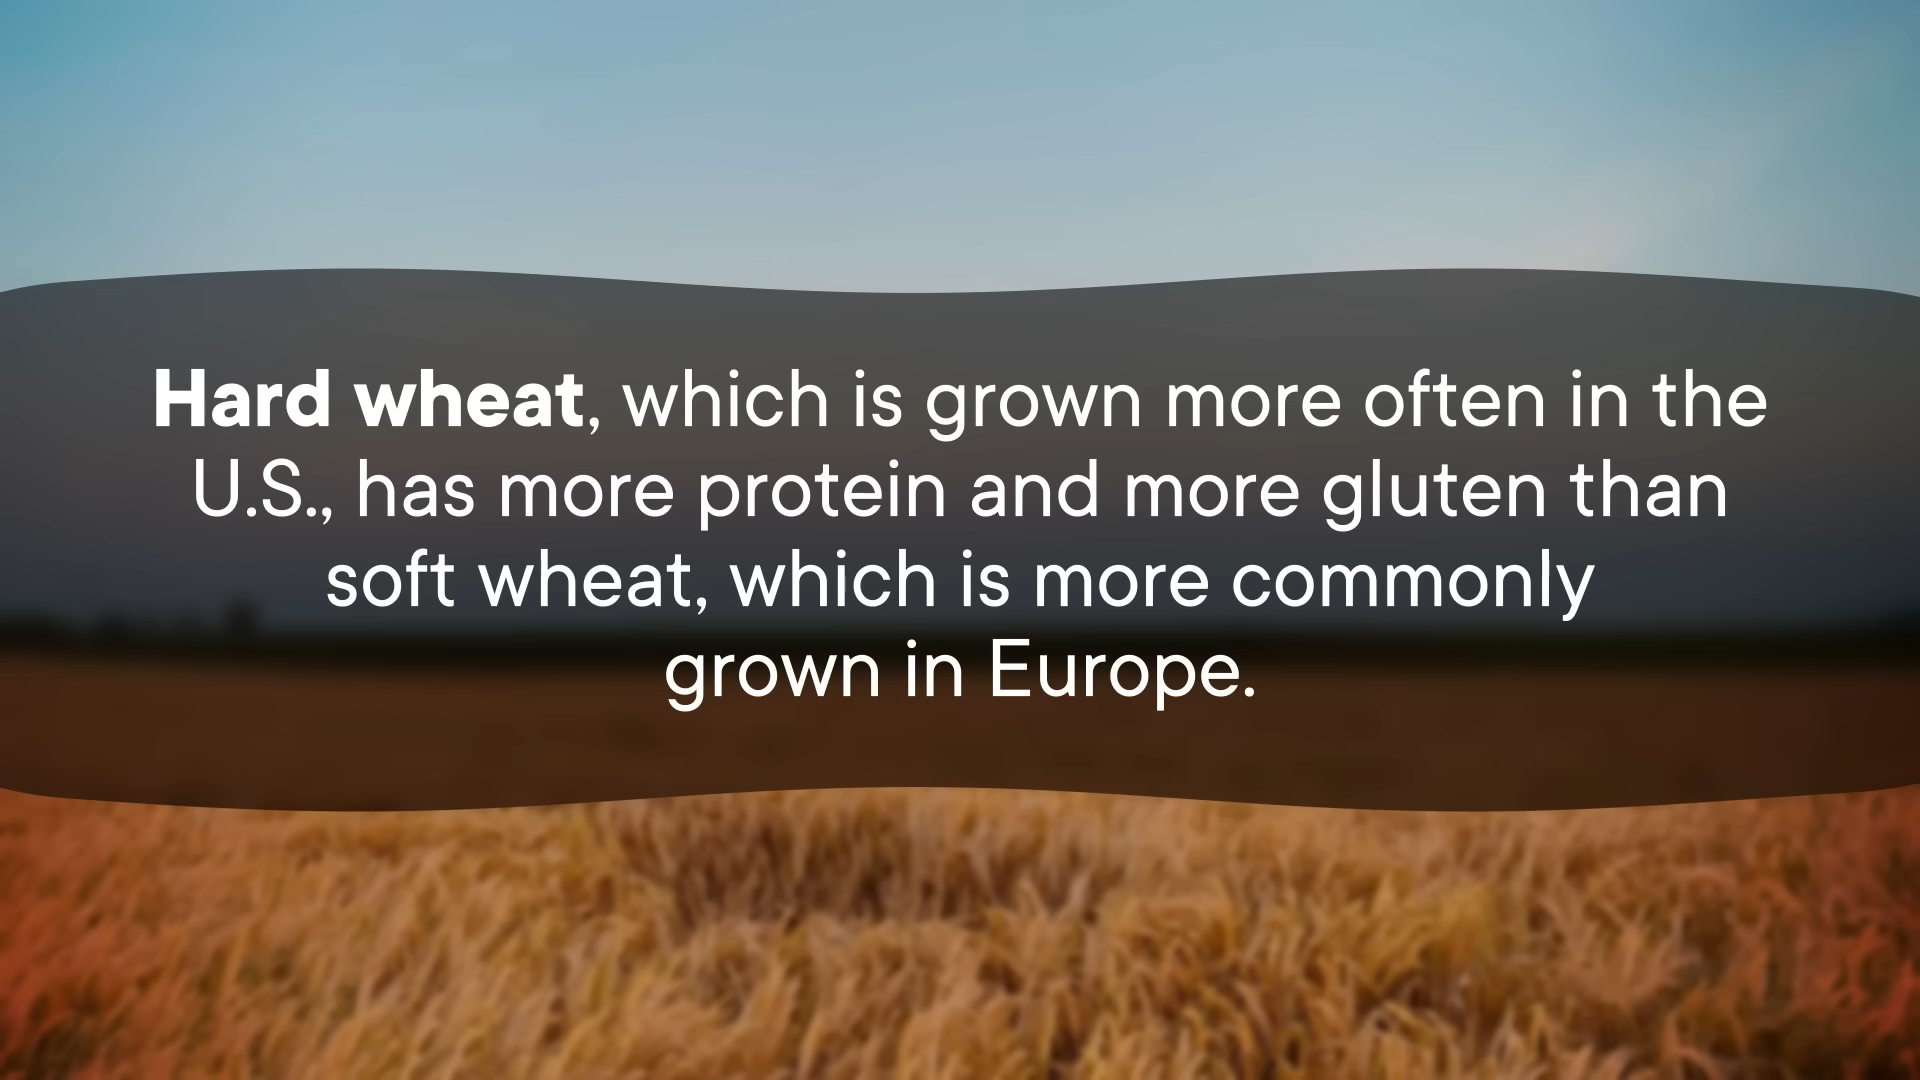 Hard wheat, which is grown more often in the
U.S., has more protein and more gluten than
soft wheat, which is more commonly
grown in Europe.